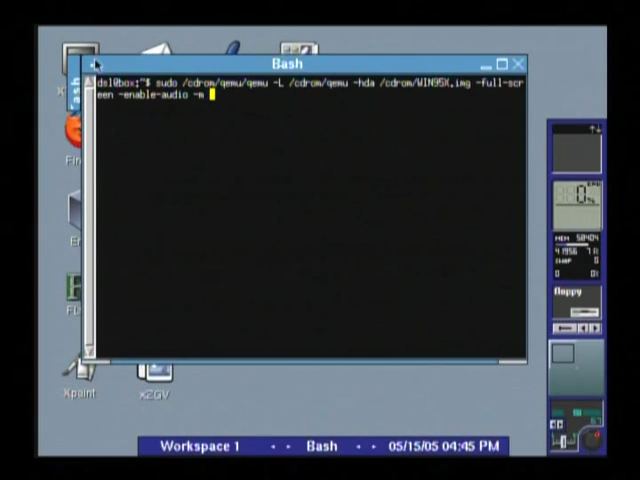 Bash
dsl@box:~$ sudo /cdrom/qemu/qemu -L /cdrom/qemu -hda /cdrom/WIN95X.img -full-scr
een -enable-audio -m
Xpaint
xZGV
floppy
Workspace 1
Bash
05/15/05 04:45 PM